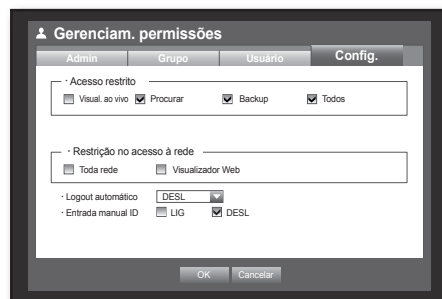 Gerenciam. permissões
Admin Grupo Usuário Config.
· Acesso restrito
Visual. ao vivo Procurar Backup Todos
· Restrição no acesso à rede
Toda rede Visualizador Web
· Logout automático DESL
· Entrada manual ID LIG DESL
OK Cancelar